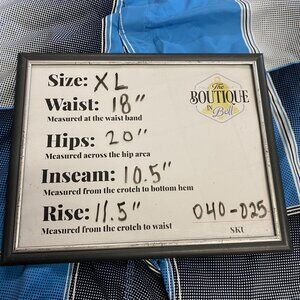 Size: XL
The
BOUTIQUE
Waist: 18"
Measured at the waist band
Hips: 20"
Measured across the hip area
Inseam: 10.5"
Measured from the crotch to bottom hem
Rise: 11.5"
040-025
Measured from the crotch to waist
SKU